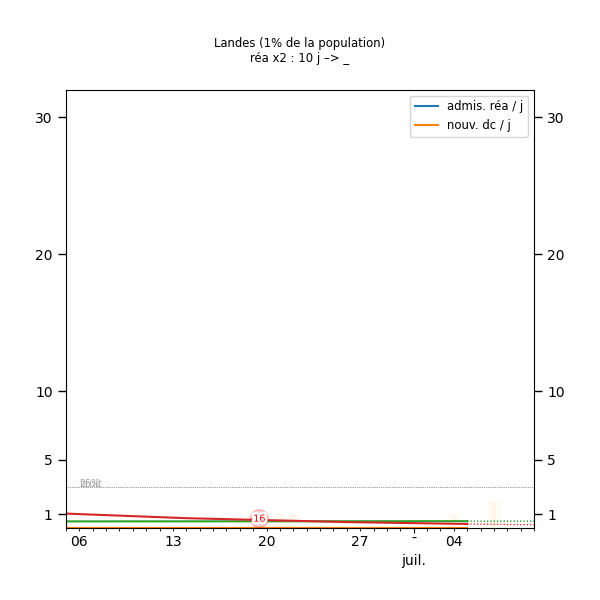 Landes (1% de la population)
réa x2 : 10 j –> _
admis. réa / j
nouv. dc / j
30 30
20 20
10 10
5 5
1 1
16
06 13 20 27 - 04
juil.